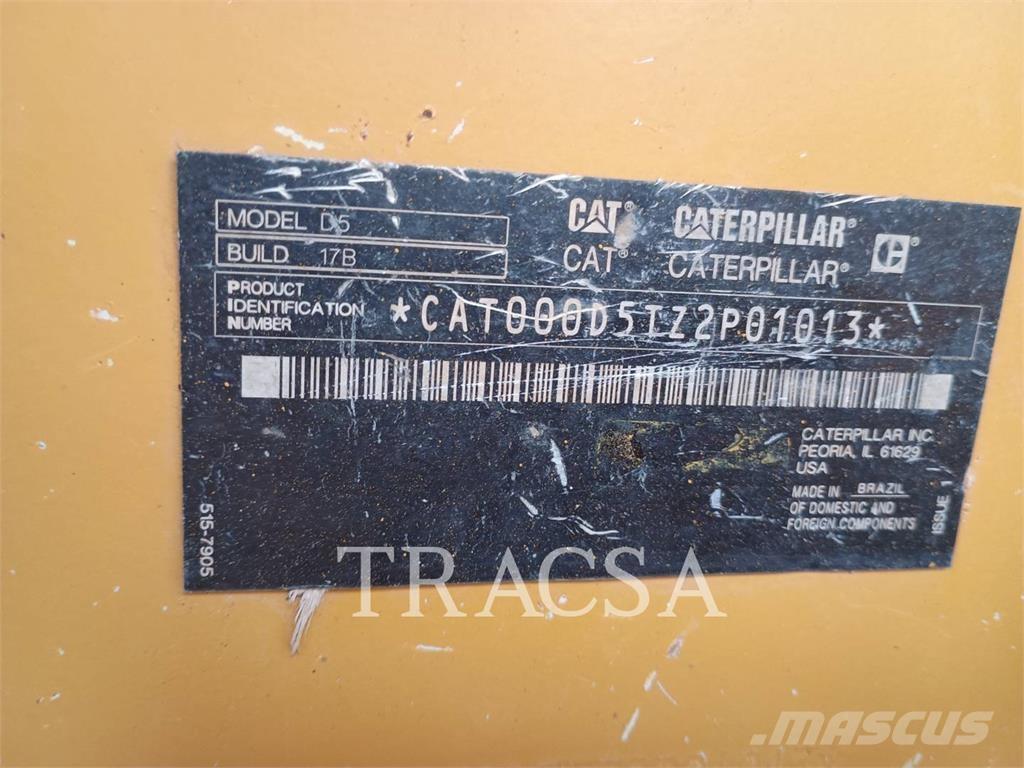 MODEL D5
BUILD 17B
CAT® CATERPILLAR®
CAT® CATERPILLAR®
PRODUCT
IDENTIFICATION
NUMBER
*CAT000D5TZ2P01013*
CATERPILLAR INC.
PEORIA, IL 61629
USA
MADE IN BRAZIL
OF DOMESTIC AND
FOREIGN COMPONENTS
ISSUE 1
515-7905
TRACSA
MASCUS